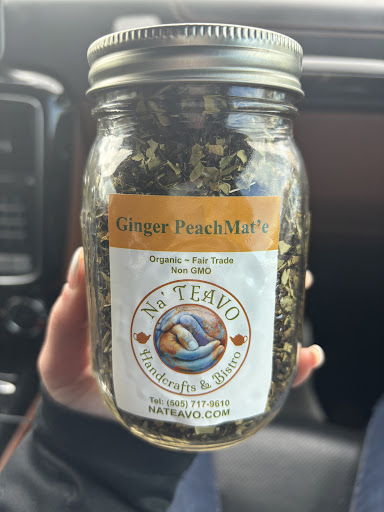 Ginger PeachMat'e
Organic ~ Fair Trade
Non GMO
Na' TEAVO
Handcrafts & Bistro
Tel: (505) 717-9610
NATEAVO.COM